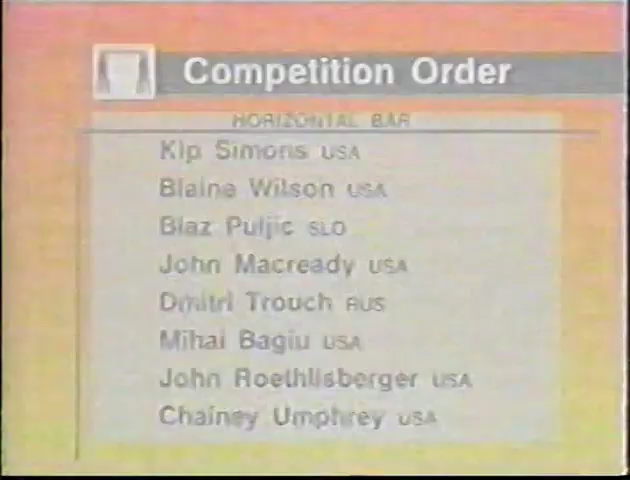 Competition Order
HORIZONTAL BAR
Kip Simons USA
Blaine Wilson USA
Blaz Puljic SLO
John Macready USA
Dmitri Trouch RUS
Mihai Bagiu USA
John Roethlisberger USA
Chainey Umphrey USA